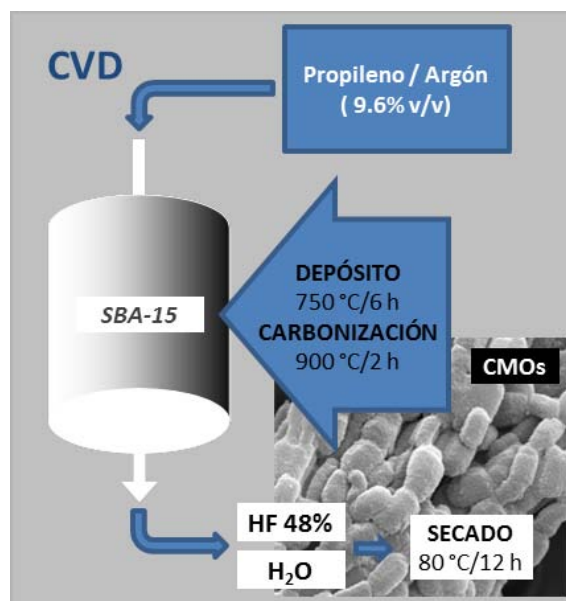 CVD
Propileno / Argón
( 9.6% v/v)
DEPÓSITO
750 °C/6 h
CARBONIZACIÓN
900 °C/2 h
SBA-15
CMOs
HF 48%
H₂O
SECADO
80 °C/12 h